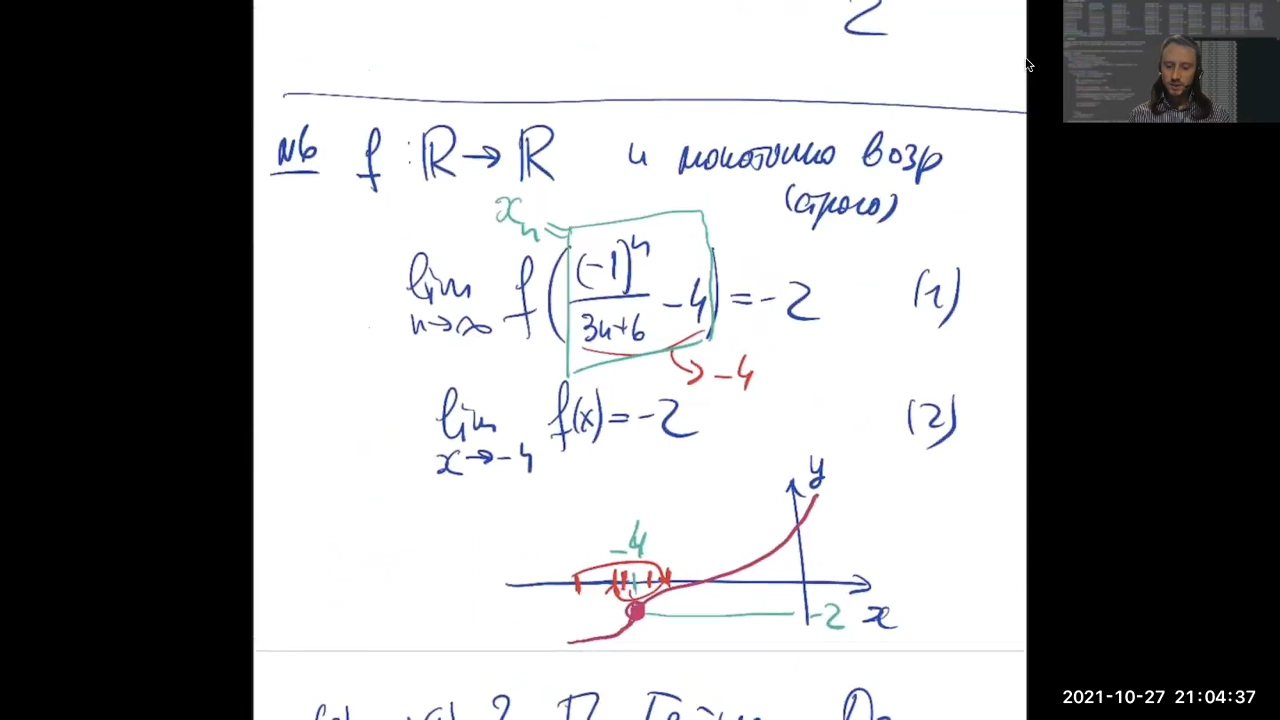 2
№6 f : ℝ → ℝ и монотонно возр
(строго)
xₙ =
lim n→∞ f((-1)ⁿ/(3n+6) - 4) = -2 (1)
→ -4
lim x→-4 f(x) = -2 (2)
y
-4
-2 x
2021-10-27 21:04:37